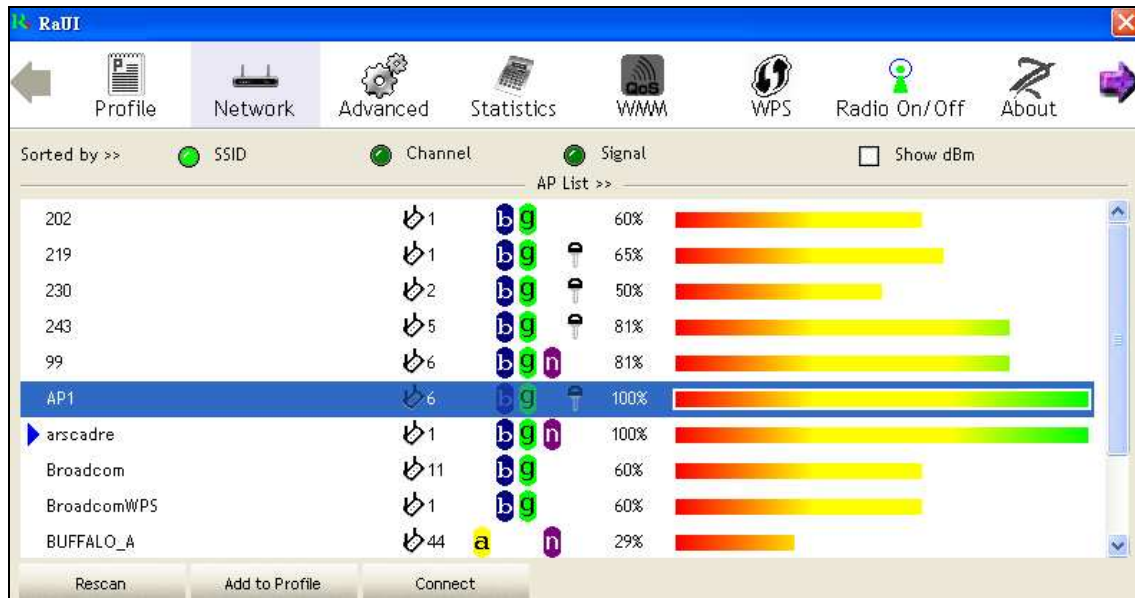 R RaUI
Profile Network Advanced Statistics QoS WMM WPS Radio On/Off About
Sorted by >> SSID Channel Signal Show dBm
AP List >>
202 1 b g 60%
219 1 b g 65%
230 2 b g 50%
243 5 b g 81%
99 6 b g n 81%
AP1 6 b g 100%
arscadre 1 b g n 100%
Broadcom 11 b g 60%
BroadcomWPS 1 b g 60%
BUFFALO_A 44 a n 29%
Rescan Add to Profile Connect